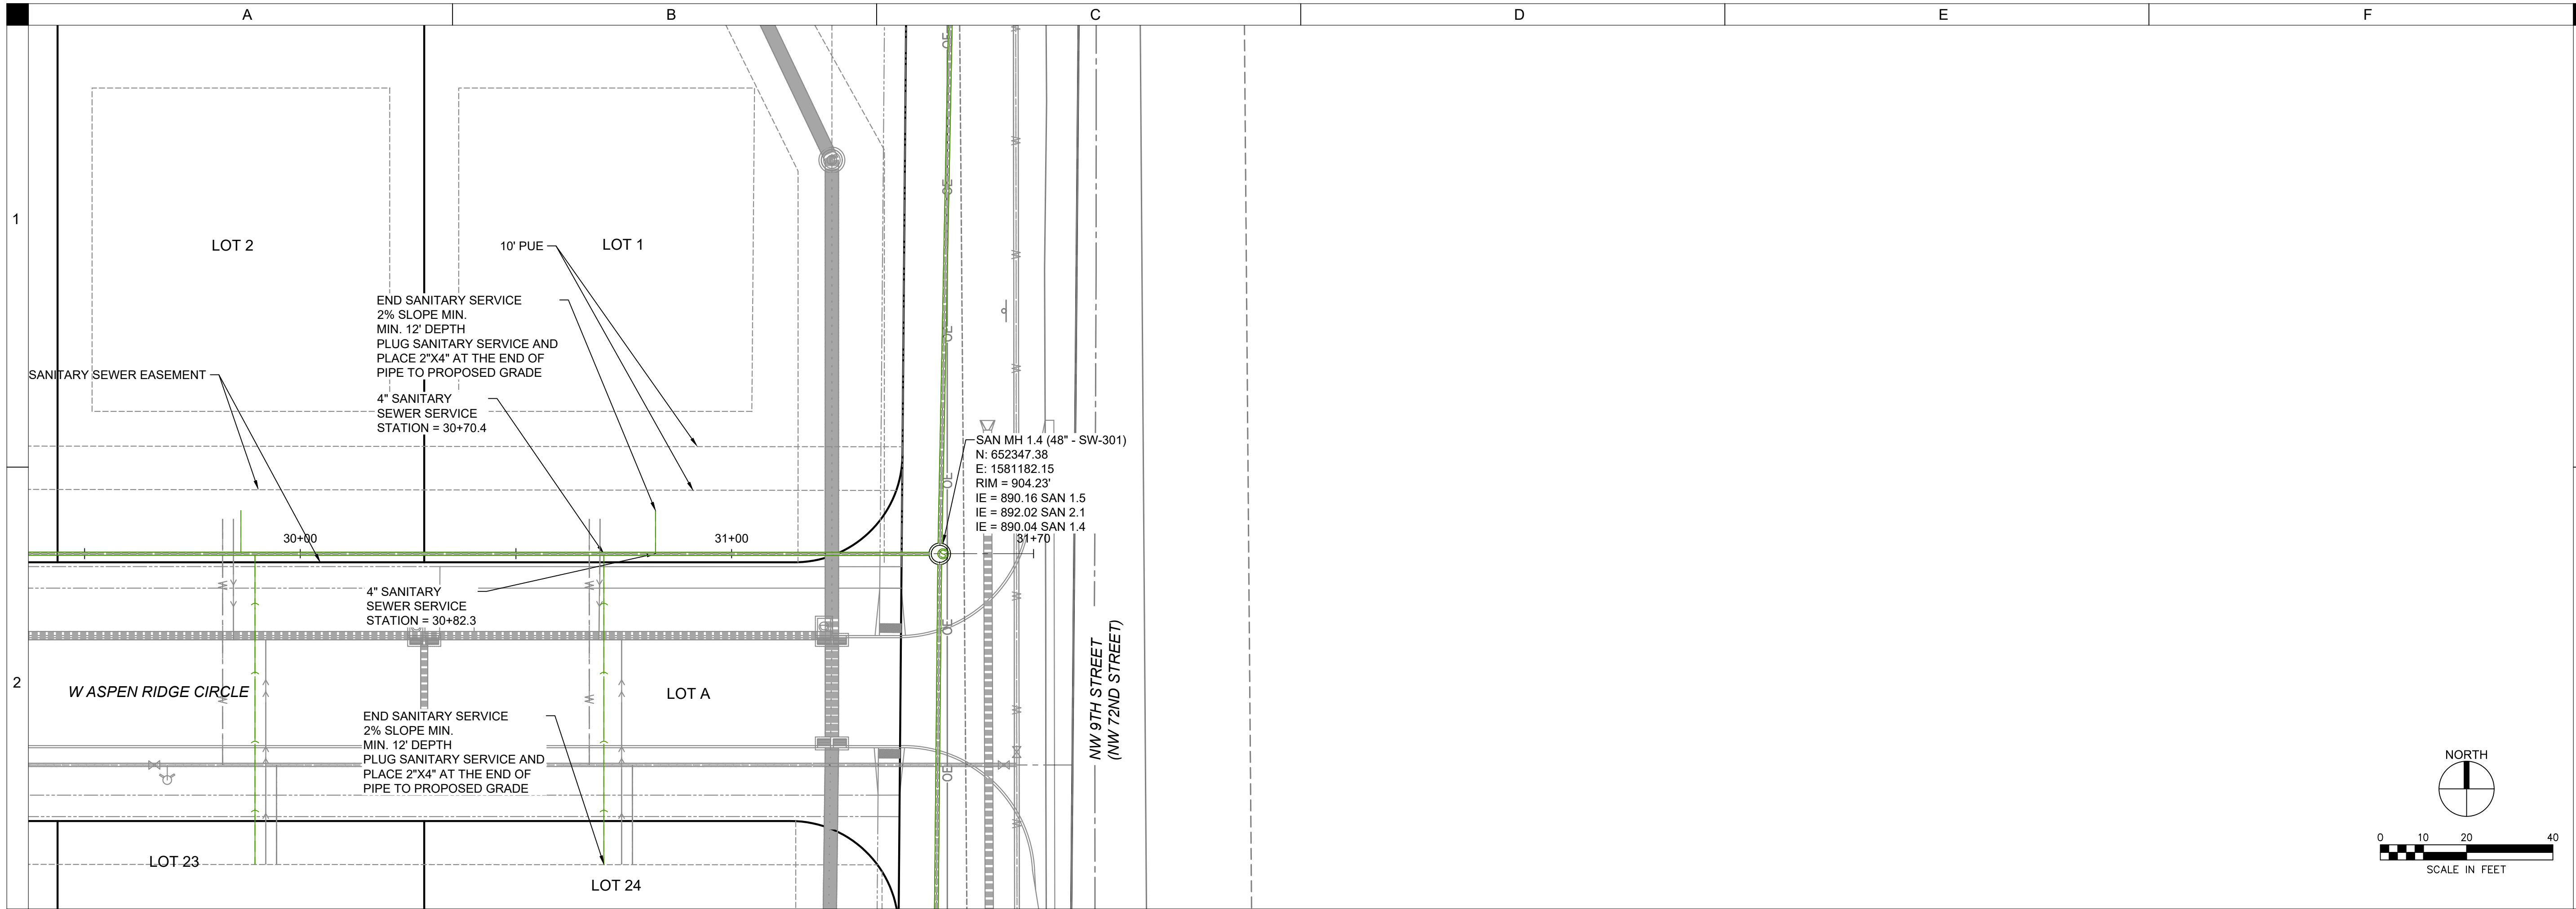 A B C D E F
1
LOT 2
10' PUE
LOT 1
END SANITARY SERVICE
2% SLOPE MIN.
MIN. 12' DEPTH
PLUG SANITARY SERVICE AND
PLACE 2"X4" AT THE END OF
PIPE TO PROPOSED GRADE
SANITARY SEWER EASEMENT
4" SANITARY
SEWER SERVICE
STATION = 30+70.4
SAN MH 1.4 (48" - SW-301)
N: 652347.38
E: 1581182.15
RIM = 904.23'
IE = 890.16 SAN 1.5
IE = 892.02 SAN 2.1
IE = 890.04 SAN 1.4
30+00
31+00
31+70
4" SANITARY
SEWER SERVICE
STATION = 30+82.3
2
W ASPEN RIDGE CIRCLE
LOT A
NW 9TH STREET
(NW 72ND STREET)
END SANITARY SERVICE
2% SLOPE MIN.
MIN. 12' DEPTH
PLUG SANITARY SERVICE AND
PLACE 2"X4" AT THE END OF
PIPE TO PROPOSED GRADE
LOT 23
LOT 24
OE
OE
OE
OE
OE
OE
W
W
W
W
W
W
W
W
W
W
W
W
NORTH
0 10 20 40
SCALE IN FEET